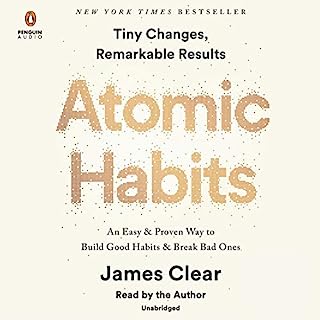 NEW YORK TIMES BESTSELLER
Penguin
Audio
Tiny Changes,
Remarkable Results
Atomic
Habits
An Easy & Proven Way to
Build Good Habits & Break Bad Ones
James Clear
Read by the Author
Unabridged